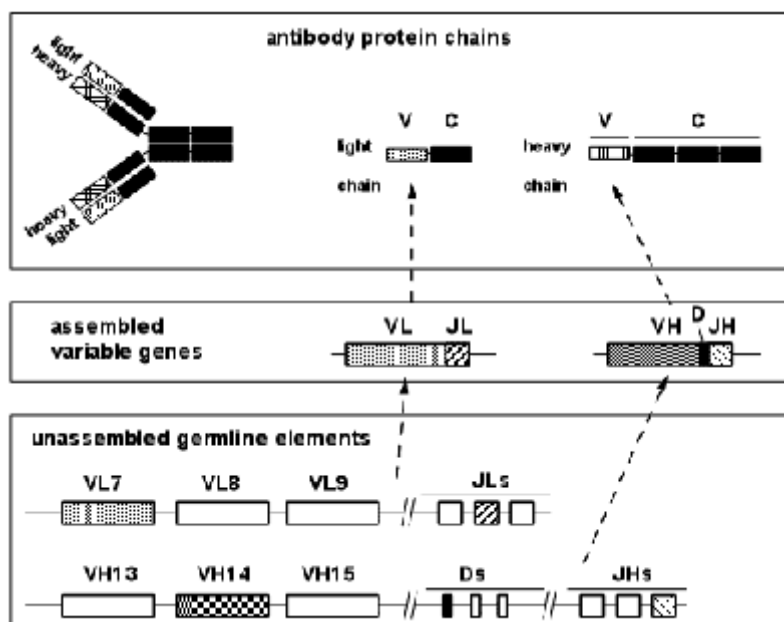 antibody protein chains
light
heavy
heavy
light
V C
light
chain
V C
heavy
chain
assembled
variable genes
VL JL
VH D JH
unassembled germline elements
VL7 VL8 VL9 JLs
VH13 VH14 VH15 Ds JHs